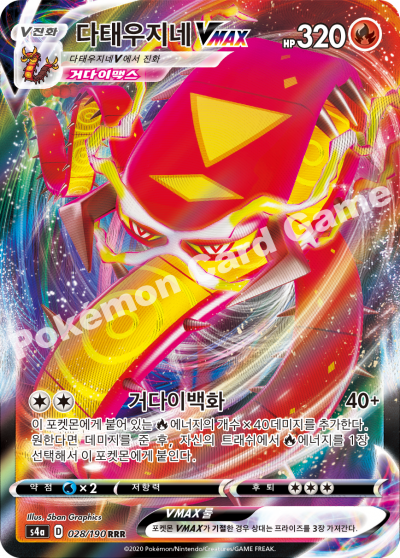 V진화
다태우지네 VMAX
HP 320
다태우지네V에서 진화
거다이맥스
Pokémon Card Game
거다이백화 40+
이 포켓몬에게 붙어 있는 에너지의 개수×40데미지를 추가한다.
원한다면 데미지를 준 후, 자신의 트래쉬에서 에너지를 1장
선택해서 이 포켓몬에게 붙인다.
약점 ×2 저항력 후퇴
VMAX 룰
Illus. 5ban Graphics
s4a D 028/190 RRR
포켓몬 VMAX가 기절한 경우 상대는 프라이즈를 3장 가져간다.
©2020 Pokémon/Nintendo/Creatures/GAME FREAK.